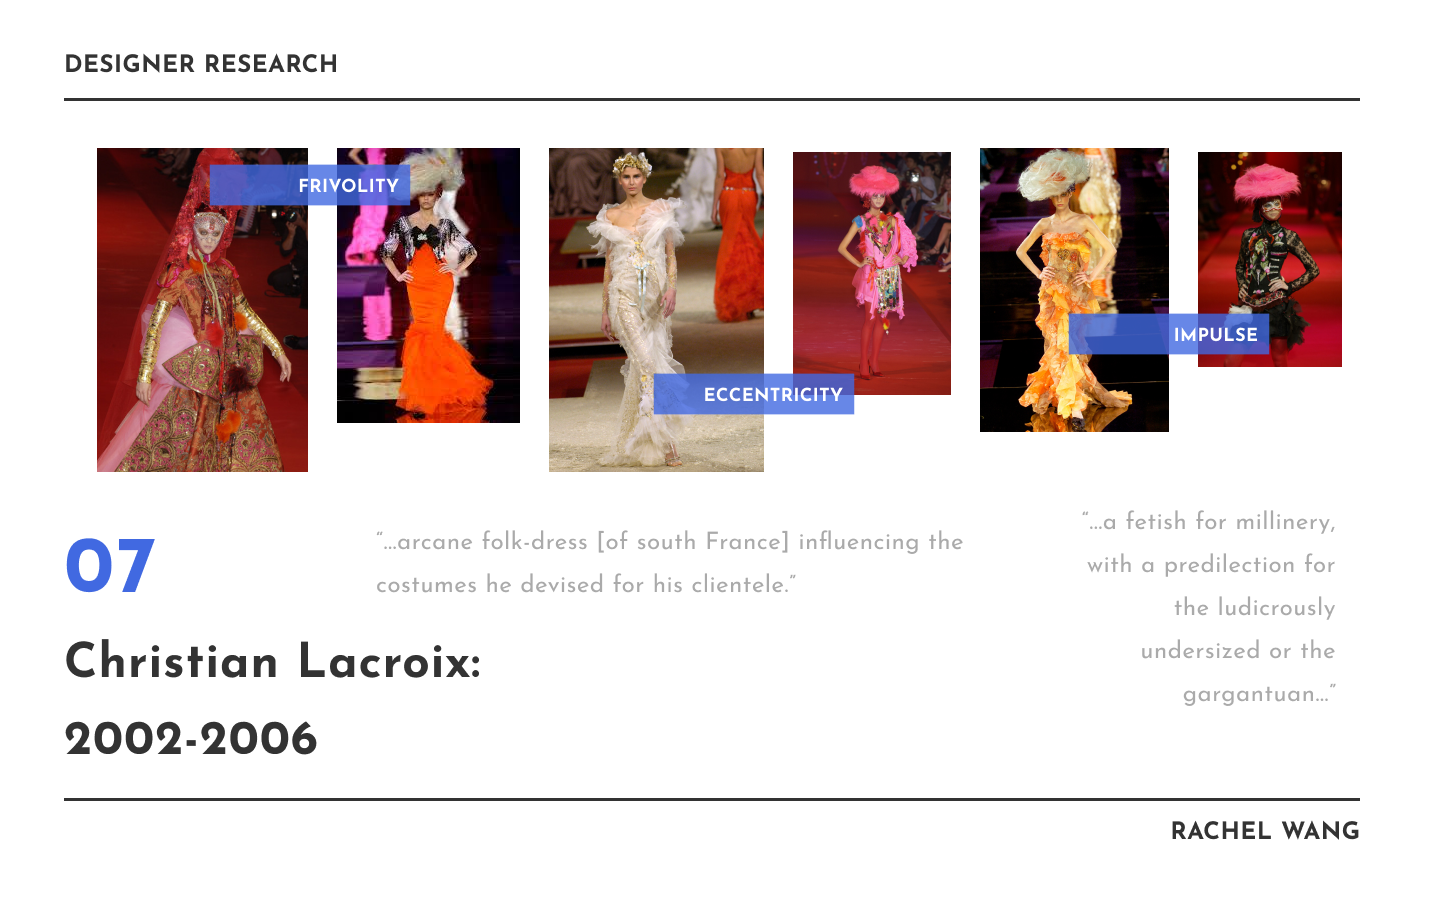 DESIGNER RESEARCH
FRIVOLITY
IMPULSE
ECCENTRICITY
07
“...arcane folk-dress [of south France] influencing the
costumes he devised for his clientele.”
“...a fetish for millinery,
with a predilection for
the ludicrously
undersized or the
gargantuan...”
Christian Lacroix:
2002-2006
RACHEL WANG